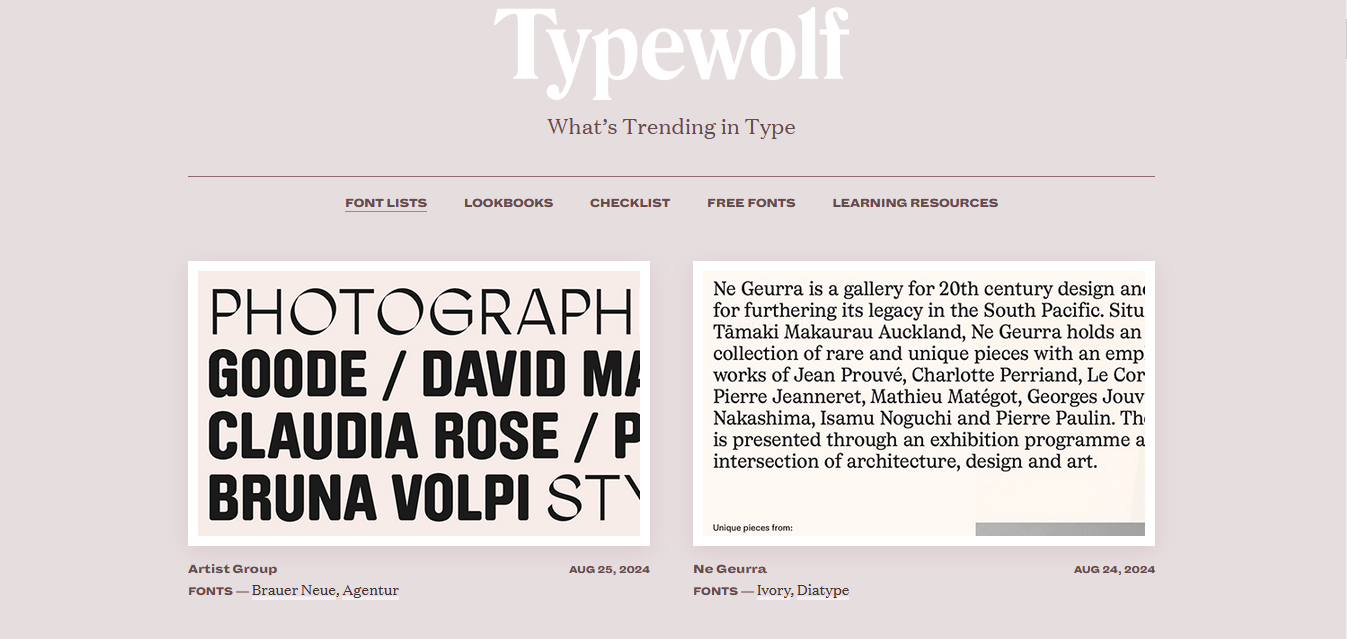 Typewolf
What's Trending in Type
FONT LISTS LOOKBOOKS CHECKLIST FREE FONTS LEARNING RESOURCES
PHOTOGRAPH
GOODE / DAVID MA
CLAUDIA ROSE / P
BRUNA VOLPI STY
Ne Geurra is a gallery for 20th century design and
for furthering its legacy in the South Pacific. Situ
Tāmaki Makaurau Auckland, Ne Geurra holds an
collection of rare and unique pieces with an emp
works of Jean Prouvé, Charlotte Perriand, Le Cor
Pierre Jeanneret, Mathieu Matégot, Georges Jouv
Nakashima, Isamu Noguchi and Pierre Paulin. The
is presented through an exhibition programme a
intersection of architecture, design and art.
Unique pieces from:
Artist Group AUG 25, 2024
FONTS — Brauer Neue, Agentur
Ne Geurra AUG 24, 2024
FONTS — Ivory, Diatype